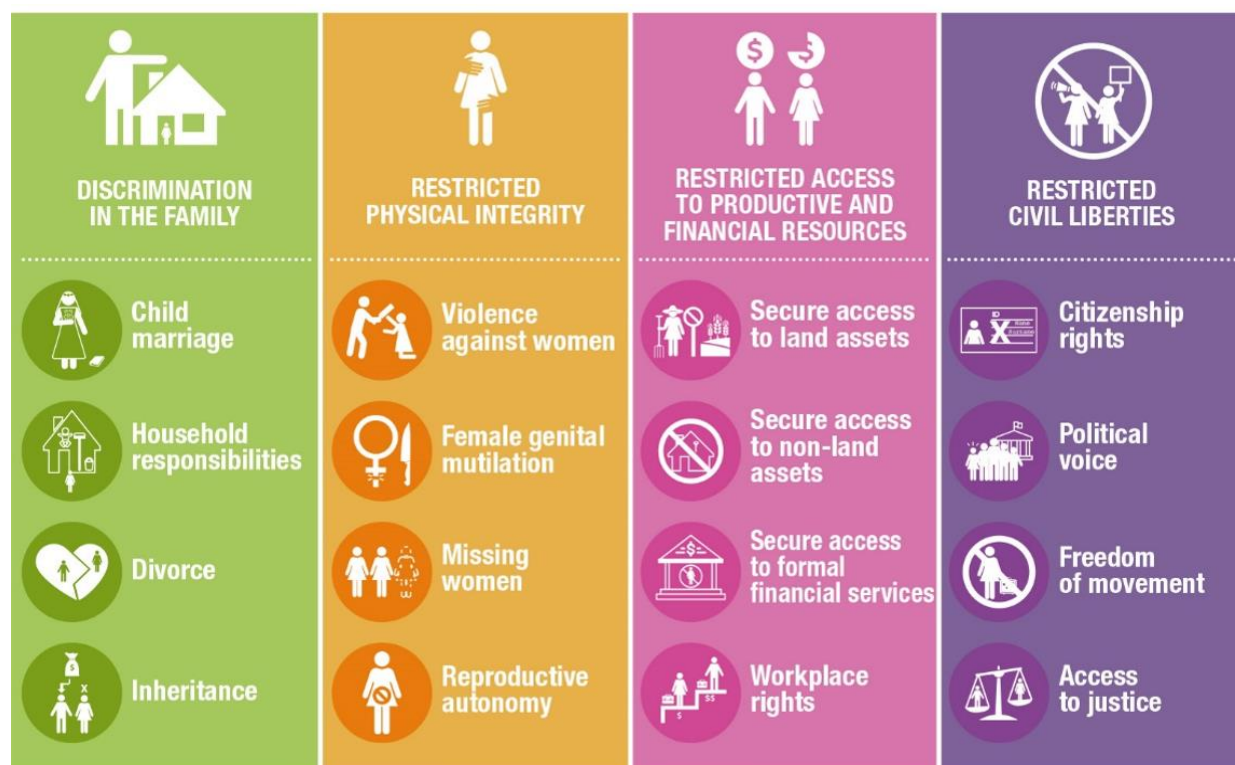 DISCRIMINATION
IN THE FAMILY
Child
marriage
Household
responsibilities
Divorce
$
X
Inheritance
RESTRICTED
PHYSICAL INTEGRITY
Violence
against women
Female genital
mutilation
Missing
women
Reproductive
autonomy
$ $
RESTRICTED ACCESS
TO PRODUCTIVE AND
FINANCIAL RESOURCES
Secure access
to land assets
Secure access
to non-land
assets
$
Secure access
to formal
financial services
$ $$
Workplace
rights
RESTRICTED
CIVIL LIBERTIES
ID
X
Citizenship
rights
Political
voice
Freedom
of movement
Access
to justice